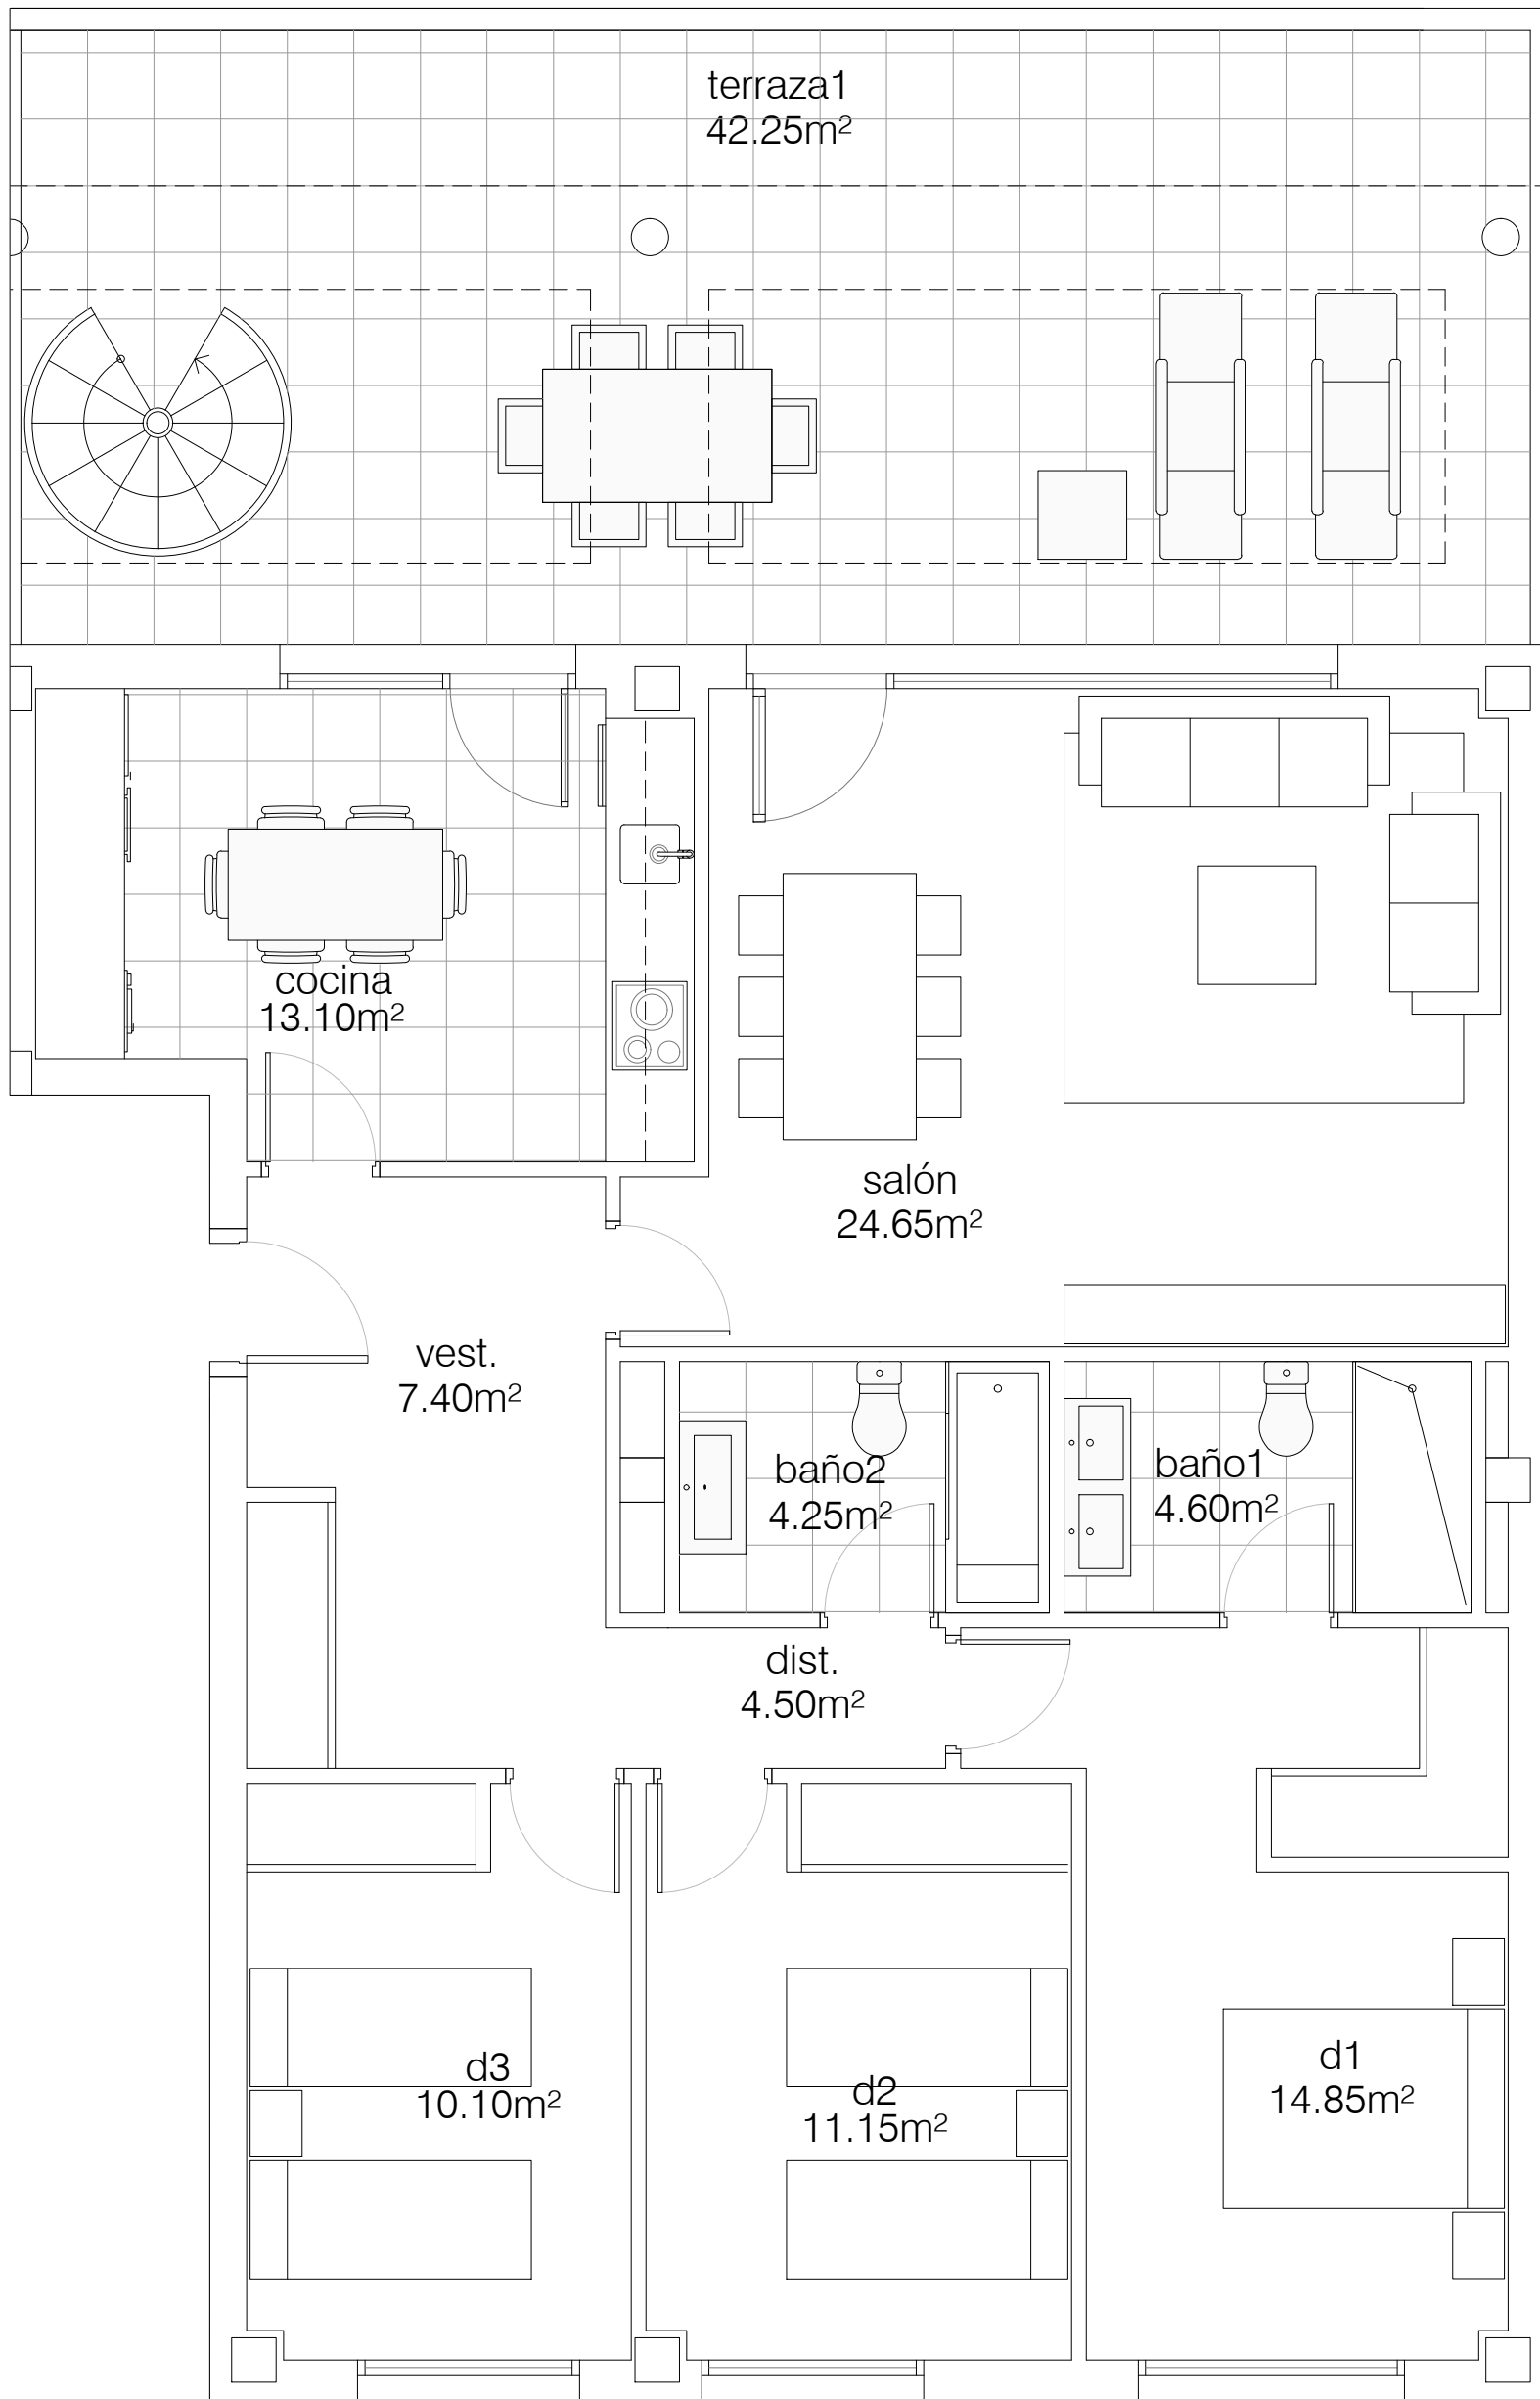 terraza1
42.25m²
cocina
13.10m²
salón
24.65m²
vest.
7.40m²
baño2
4.25m²
baño1
4.60m²
dist.
4.50m²
d3
10.10m²
d2
11.15m²
d1
14.85m²